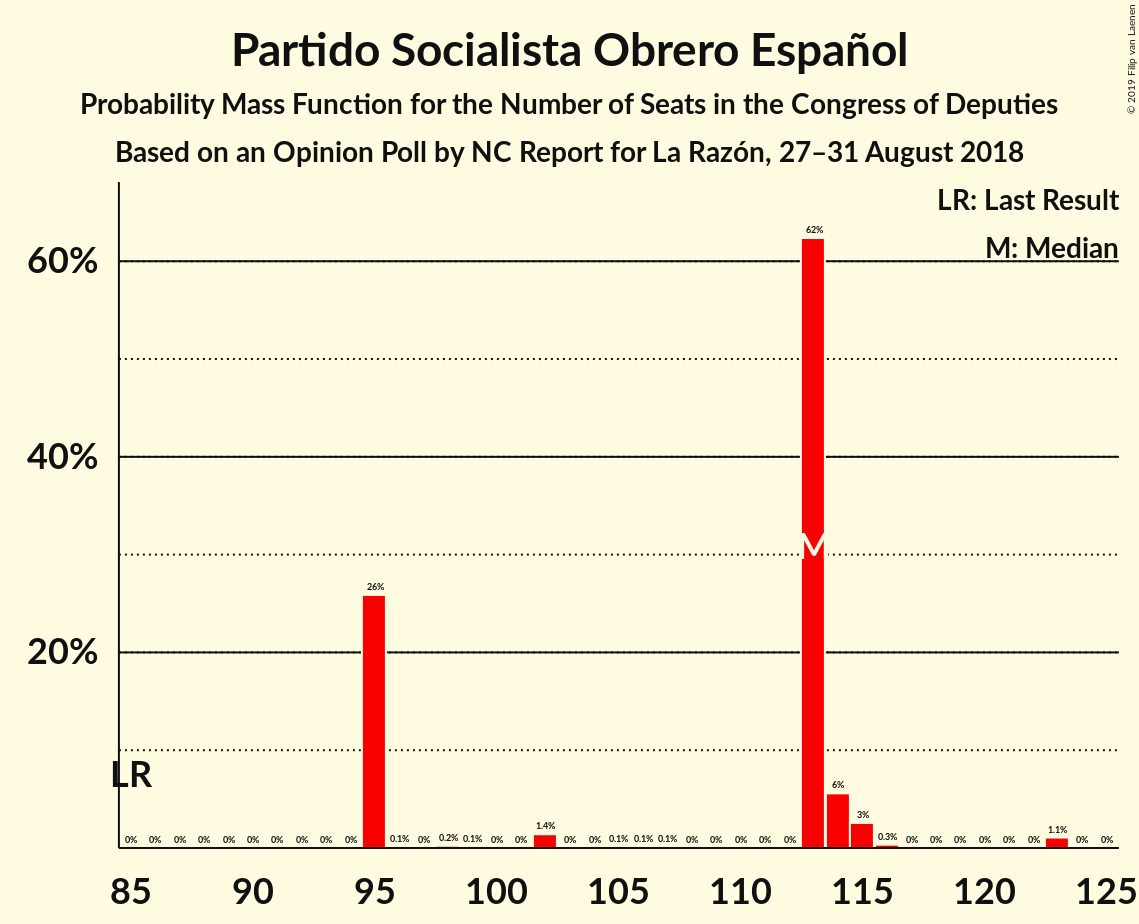 Partido Socialista Obrero Español
Probability Mass Function for the Number of Seats in the Congress of Deputies
Based on an Opinion Poll by NC Report for La Razón, 27–31 August 2018
© 2019 Filip van Laenen
LR: Last Result
M: Median
60%
40%
20%
LR
M
0% 0% 0% 0% 0% 0% 0% 0% 0% 0% 26% 0.1% 0% 0.2% 0.1% 0% 0% 1.4% 0% 0% 0.1% 0.1% 0.1% 0% 0% 0% 0% 0% 62% 6% 3% 0.3% 0% 0% 0% 0% 0% 0% 1.1% 0% 0%
85 90 95 100 105 110 115 120 125